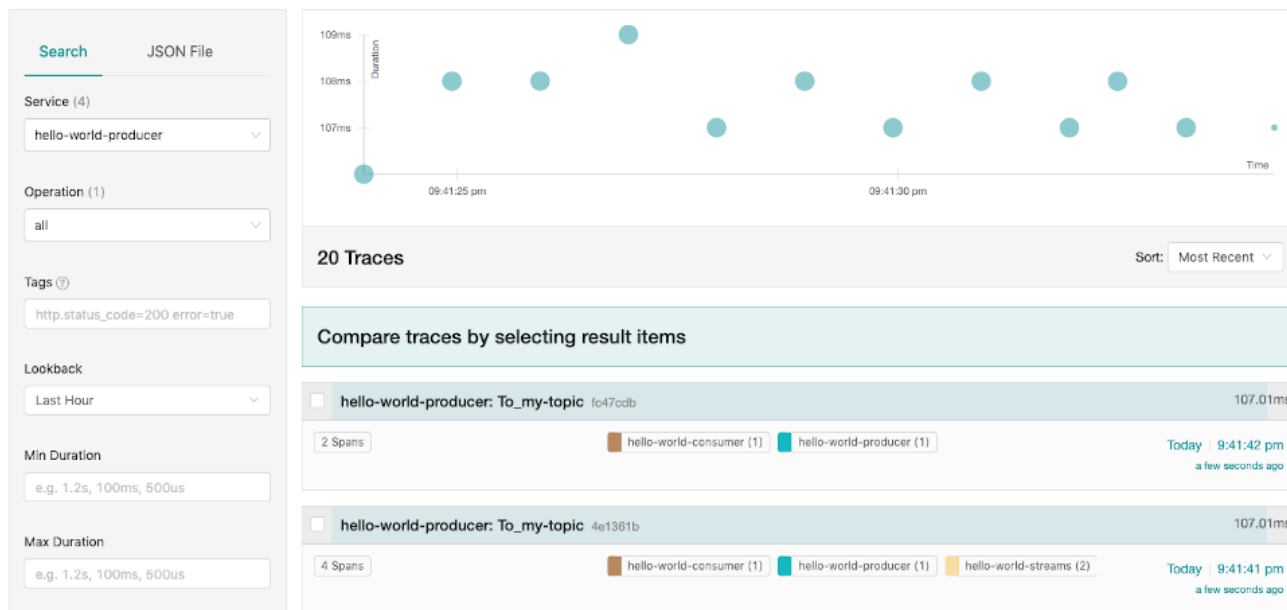 Search JSON File
Service (4)
hello-world-producer
Operation (1)
all
Tags ?
http.status_code=200 error=true
Lookback
Last Hour
Min Duration
e.g. 1.2s, 100ms, 500us
Max Duration
e.g. 1.2s, 100ms, 500us
109ms
108ms
107ms
Duration
09:41:25 pm 09:41:30 pm
Time
20 Traces
Sort: Most Recent
Compare traces by selecting result items
hello-world-producer: To_my-topic fc47cdb 107.01ms
2 Spans hello-world-consumer (1) hello-world-producer (1) Today 9:41:42 pm
a few seconds ago
hello-world-producer: To_my-topic 4e1361b 107.01ms
4 Spans hello-world-consumer (1) hello-world-producer (1) hello-world-streams (2) Today 9:41:41 pm
a few seconds ago